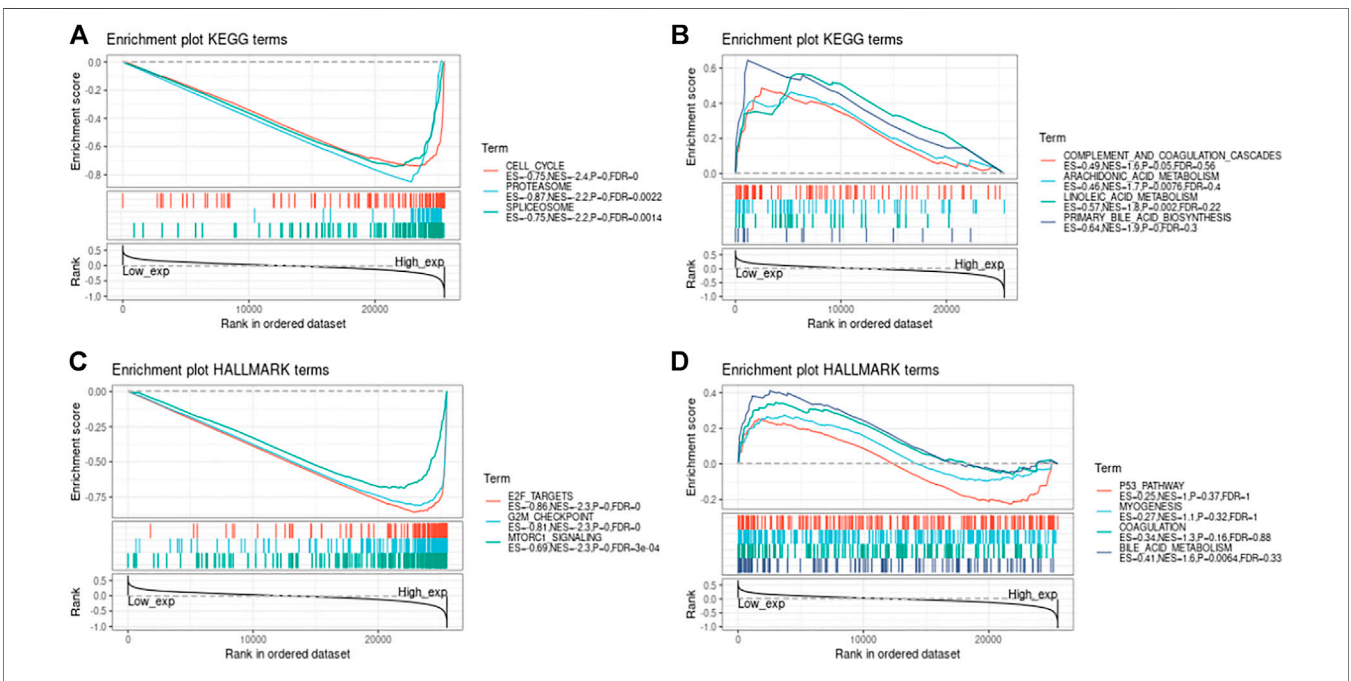 A
Enrichment plot KEGG terms
Enrichment score
0.0
-0.2
-0.4
-0.6
-0.8
Term
CELL_CYCLE
ES=-0.75,NES=-2.4,P=0,FDR=0
PROTEASOME
ES=-0.87,NES=-2.2,P=0,FDR=0.0022
SPLICEOSOME
ES=-0.75,NES=-2.2,P=0,FDR=0.0014
Rank
0.5
0.0
-0.5
-1.0
Low_exp
High_exp
0
10000
20000
Rank in ordered dataset
B
Enrichment plot KEGG terms
Enrichment score
0.6
0.4
0.2
0.0
Term
COMPLEMENT_AND_COAGULATION_CASCADES
ES=0.49,NES=1.6,P=0.05,FDR=0.56
ARACHIDONIC_ACID_METABOLISM
ES=0.46,NES=1.7,P=0.0076,FDR=0.4
LINOLEIC_ACID_METABOLISM
ES=0.57,NES=1.8,P=0.002,FDR=0.22
PRIMARY_BILE_ACID_BIOSYNTHESIS
ES=0.64,NES=1.9,P=0,FDR=0.3
Rank
0.5
0.0
-0.5
-1.0
Low_exp
High_exp
0
10000
20000
Rank in ordered dataset
C
Enrichment plot HALLMARK terms
Enrichment score
0.00
-0.25
-0.50
-0.75
Term
E2F_TARGETS
ES=-0.86,NES=-2.3,P=0,FDR=0
G2M_CHECKPOINT
ES=-0.81,NES=-2.3,P=0,FDR=0
MTORC1_SIGNALING
ES=-0.69,NES=-2.3,P=0,FDR=3e-04
Rank
0.5
0.0
-0.5
-1.0
Low_exp
High_exp
0
10000
20000
Rank in ordered dataset
D
Enrichment plot HALLMARK terms
Enrichment score
0.4
0.2
0.0
-0.2
Term
P53_PATHWAY
ES=0.25,NES=1,P=0.37,FDR=1
MYOGENESIS
ES=0.27,NES=1.1,P=0.32,FDR=1
COAGULATION
ES=0.34,NES=1.3,P=0.16,FDR=0.88
BILE_ACID_METABOLISM
ES=0.41,NES=1.6,P=0.0064,FDR=0.33
Rank
0.5
0.0
-0.5
-1.0
Low_exp
High_exp
0
10000
20000
Rank in ordered dataset